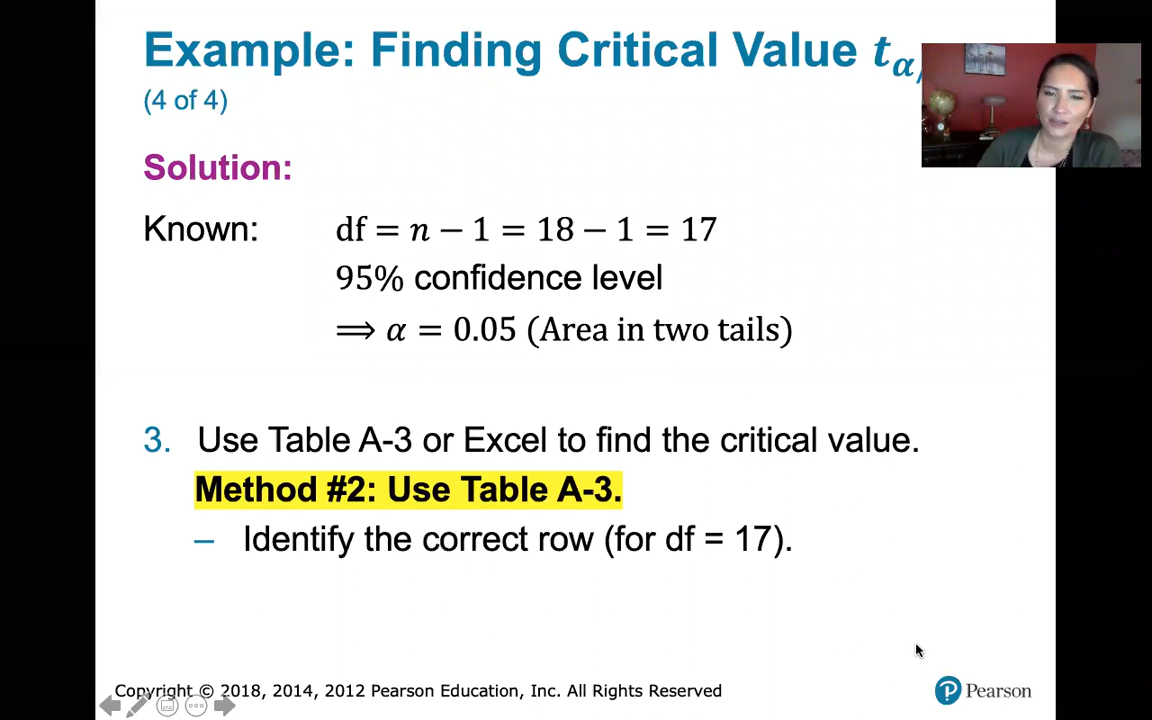 Example: Finding Critical Value tα/
(4 of 4)
Solution:
Known: df = n − 1 = 18 − 1 = 17
95% confidence level
⟹ α = 0.05 (Area in two tails)
3. Use Table A-3 or Excel to find the critical value.
Method #2: Use Table A-3.
– Identify the correct row (for df = 17).
Copyright © 2018, 2014, 2012 Pearson Education, Inc. All Rights Reserved
P Pearson